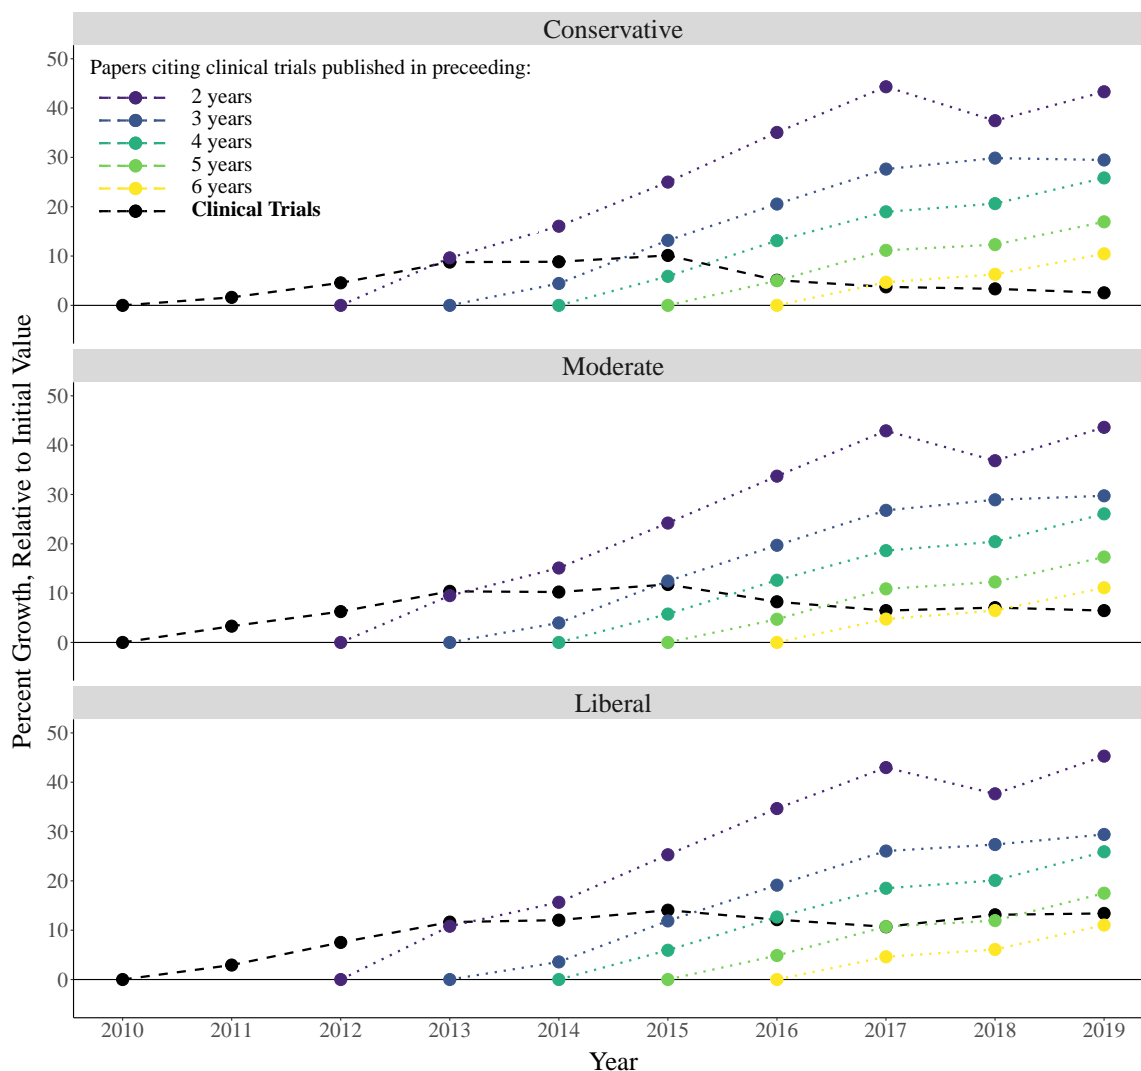 Conservative
Papers citing clinical trials published in preceeding:
2 years
3 years
4 years
5 years
6 years
Clinical Trials
50
40
30
20
10
0
Moderate
50
40
30
20
10
0
Liberal
50
40
30
20
10
0
Percent Growth, Relative to Initial Value
2010 2011 2012 2013 2014 2015 2016 2017 2018 2019
Year